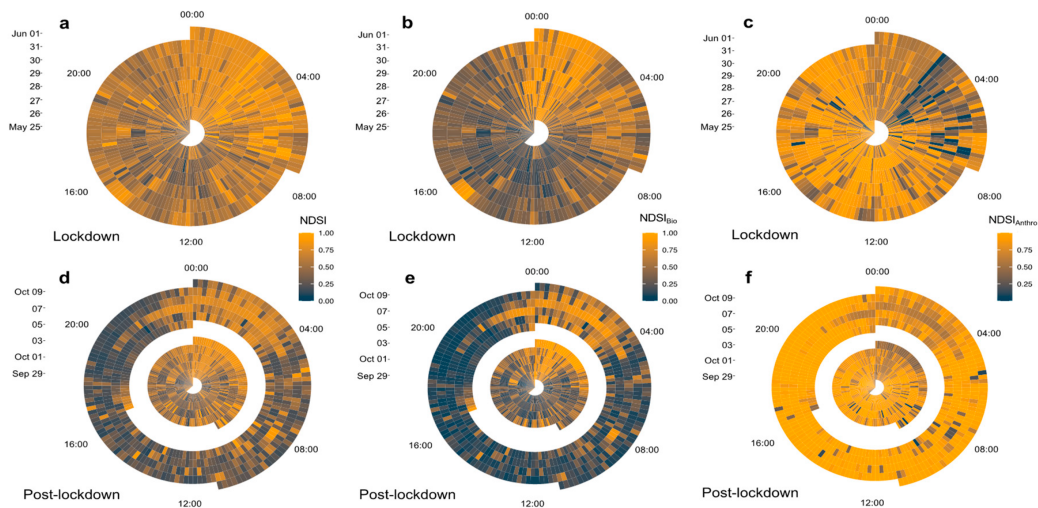 a
00:00
Jun 01
31
30
29
28
27
26
May 25
20:00
04:00
16:00
08:00
12:00
Lockdown
b
00:00
Jun 01
31
30
29
28
27
26
May 25
20:00
04:00
16:00
08:00
12:00
Lockdown
c
00:00
Jun 01
31
30
29
28
27
26
May 25
20:00
04:00
16:00
08:00
12:00
Lockdown
NDSI
1.00
0.75
0.50
0.25
0.00
NDSIBio
1.00
0.75
0.50
0.25
0.00
NDSIAnthro
1.00
0.75
0.50
0.25
d
00:00
Oct 09
07
05
03
Oct 01
Sep 29
20:00
04:00
16:00
08:00
12:00
Post-lockdown
e
00:00
Oct 09
07
05
03
Oct 01
Sep 29
20:00
04:00
16:00
08:00
12:00
Post-lockdown
f
00:00
Oct 09
07
05
03
Oct 01
Sep 29
20:00
04:00
16:00
08:00
12:00
Post-lockdown